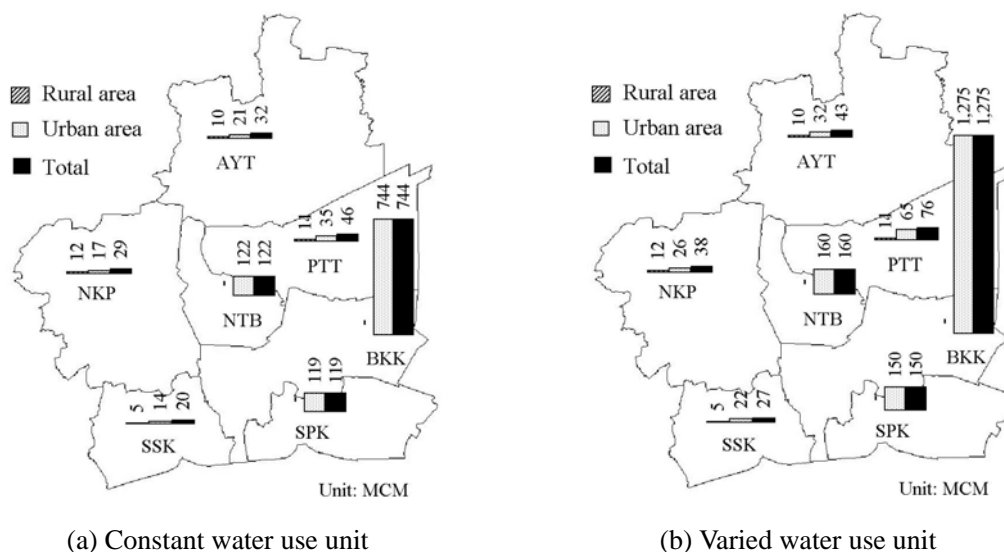 Rural area
Urban area
Total
10 21 32
AYT
12 17 29
NKP
122 122
NTB
14 35 46
PTT
744 744
BKK
5 14 20
SSK
119 119
SPK
Unit: MCM
(a) Constant water use unit
Rural area
Urban area
Total
10 32 43
AYT
12 26 38
NKP
160 160
NTB
14 65 76
PTT
1,275 1,275
BKK
5 22 27
SSK
150 150
SPK
Unit: MCM
(b) Varied water use unit